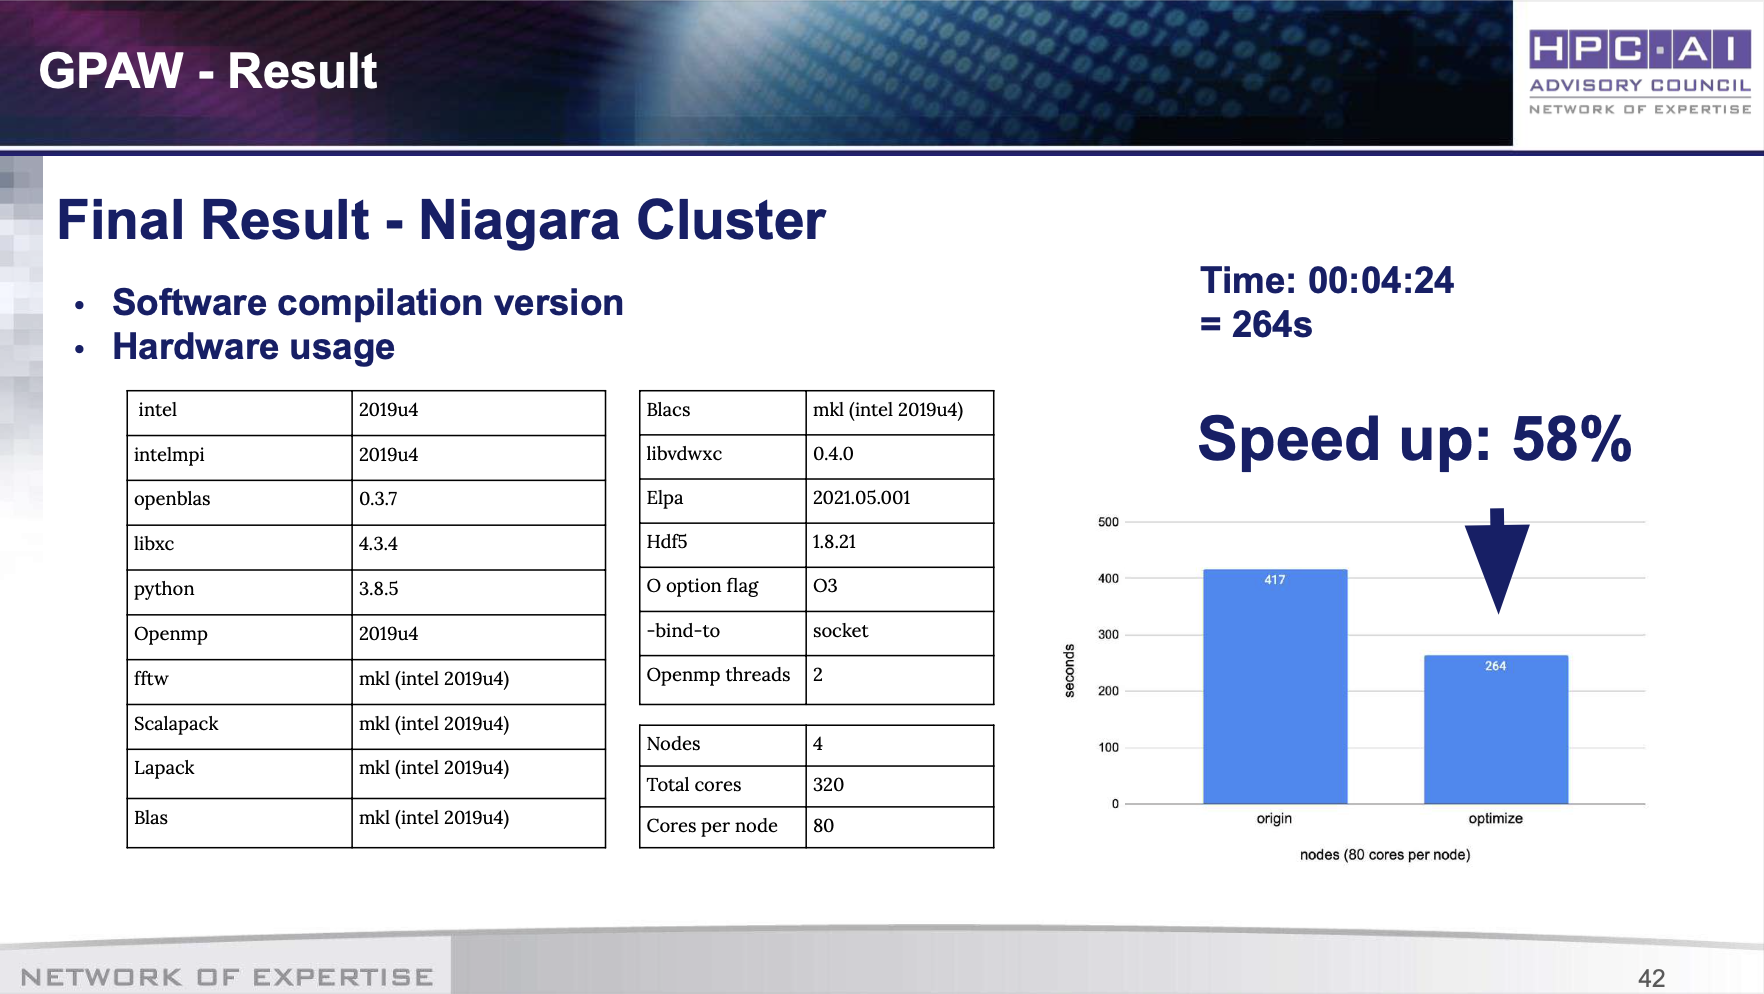 GPAW - Result
HPC·AI
ADVISORY COUNCIL
NETWORK OF EXPERTISE
Final Result - Niagara Cluster
• Software compilation version
• Hardware usage
Time: 00:04:24
= 264s
Speed up: 58%
intel 2019u4
intelmpi 2019u4
openblas 0.3.7
libxc 4.3.4
python 3.8.5
Openmp 2019u4
fftw mkl (intel 2019u4)
Scalapack mkl (intel 2019u4)
Lapack mkl (intel 2019u4)
Blas mkl (intel 2019u4)
Blacs mkl (intel 2019u4)
libvdwxc 0.4.0
Elpa 2021.05.001
Hdf5 1.8.21
O option flag O3
-bind-to socket
Openmp threads 2
Nodes 4
Total cores 320
Cores per node 80
500
400
300
200
100
0
seconds
417
264
origin optimize
nodes (80 cores per node)
NETWORK OF EXPERTISE
42